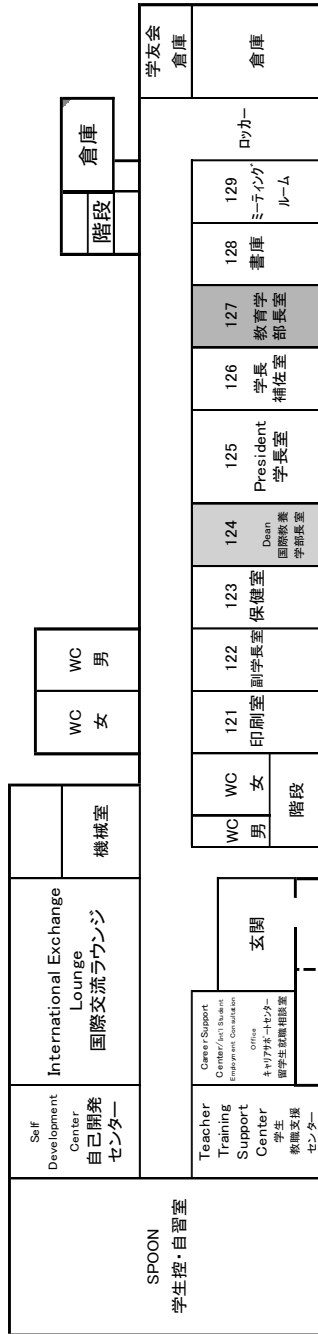 学友会
倉庫
倉庫
倉庫
階段
ロッカー
129
ミーティング
ルーム
128
書庫
127
教育学
部長室
126
学長
補佐室
125
President
学長室
124
Dean
国際教養
学部長室
123
保健室
122
副学長室
121
印刷室
WC
男
WC
女
WC
女
WC
男
階段
機械室
International Exchange
Lounge
国際交流ラウンジ
玄関
Self
Development
Center
自己開発
センター
Career Support
Center/Int'l Student
Employment Consultation
Office
キャリアサポートセンター
留学生就職相談室
Teacher
Training
Support
Center
学生
教職支援
センター
SPOON
学生控・自習室